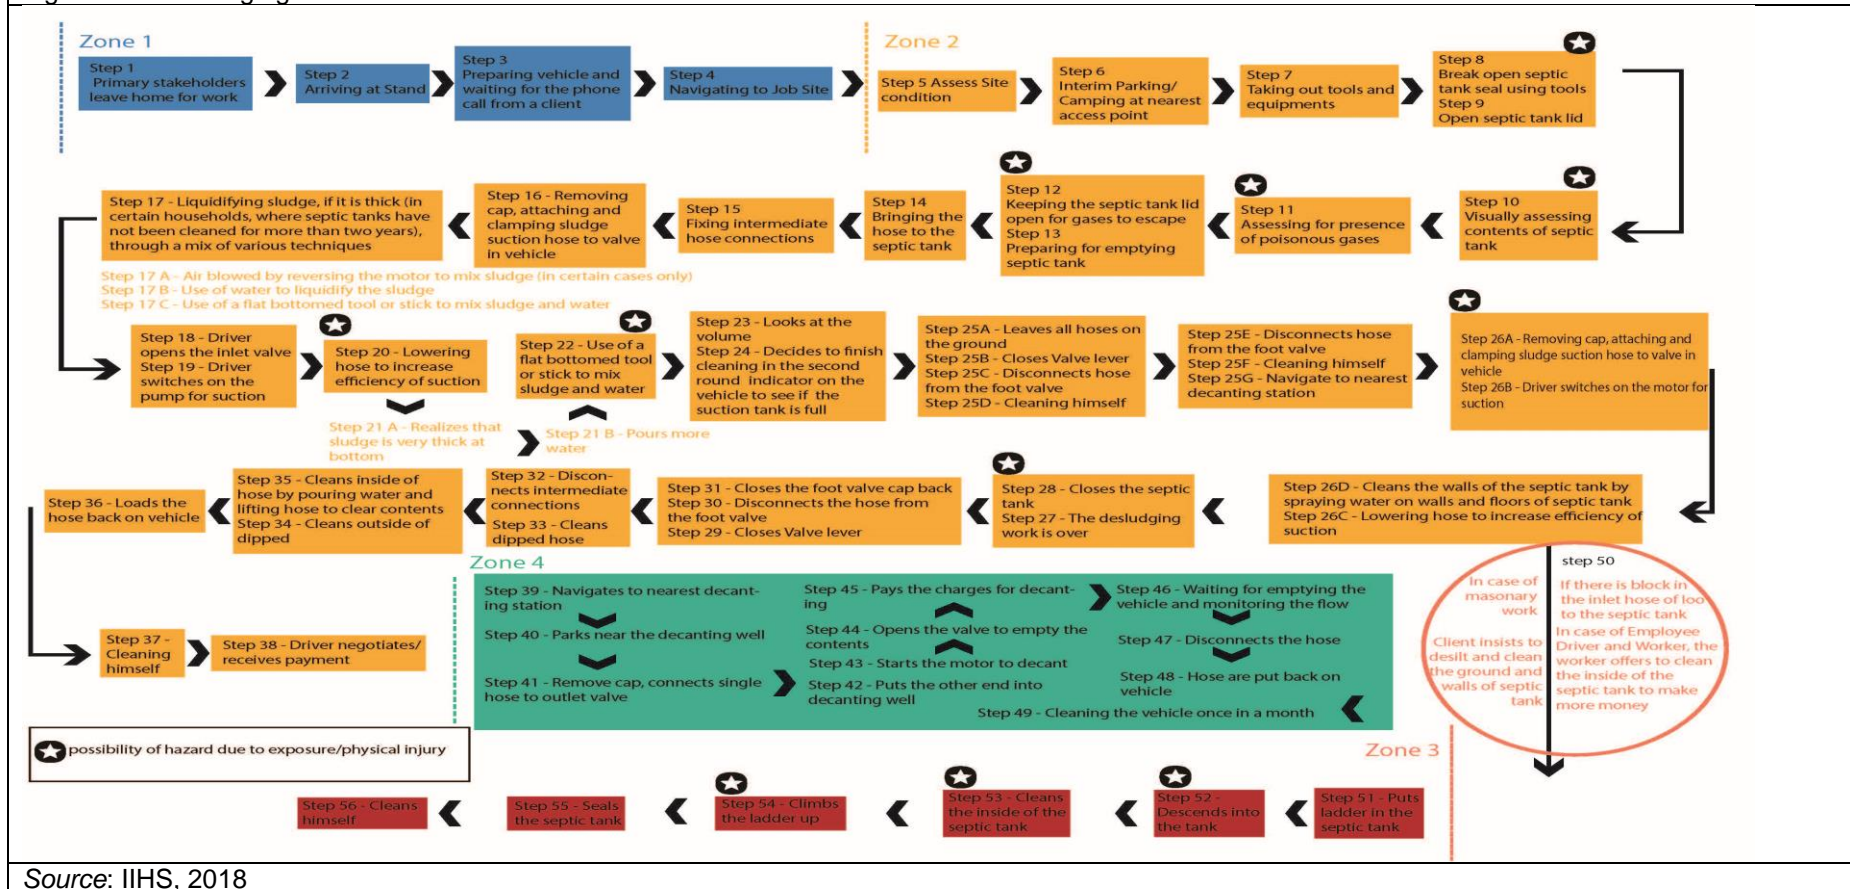 Zone 1
Step 1
Primary stakeholders
leave home for work
Step 2
Arriving at Stand
Step 3
Preparing vehicle and
waiting for the phone
call from a client
Step 4
Navigating to Job Site
Zone 2
Step 5 Assess Site
condition
Step 6
Interim Parking/
Camping at nearest
access point
Step 7
Taking out tools and
equipments
Step 8
Break open septic
tank seal using tools
Step 9
Open septic tank lid
Step 10
Visually assessing
contents of septic
tank
Step 11
Assessing for presence
of poisonous gases
Step 12
Keeping the septic tank lid
open for gases to escape
Step 13
Preparing for emptying
septic tank
Step 14
Bringing the
hose to the
septic tank
Step 15
Fixing intermediate
hose connections
Step 16 - Removing
cap, attaching and
clamping sludge
suction hose to valve
in vehicle
Step 17 - Liquidifying sludge, if it is thick (in
certain households, where septic tanks have
not been cleaned for more than two years),
through a mix of various techniques
Step 17 A - Air blowed by reversing the motor to mix sludge (in certain cases only)
Step 17 B - Use of water to liquidify the sludge
Step 17 C - Use of a flat bottomed tool or stick to mix sludge and water
Step 18 - Driver
opens the inlet valve
Step 19 - Driver
switches on the
pump for suction
Step 20 - Lowering
hose to increase
efficiency of suction
Step 21 A - Realizes that
sludge is very thick at
bottom
Step 21 B - Pours more
water
Step 22 - Use of a
flat bottomed tool
or stick to mix
sludge and water
Step 23 - Looks at the
volume
Step 24 - Decides to finish
cleaning in the second
round indicator on the
vehicle to see if the
suction tank is full
Step 25A - Leaves all hoses on
the ground
Step 25B - Closes Valve lever
Step 25C - Disconnects hose
from the foot valve
Step 25D - Cleaning himself
Step 25E - Disconnects hose
from the foot valve
Step 25F - Cleaning himself
Step 25G - Navigate to nearest
decanting station
Step 26A - Removing cap, attaching and
clamping sludge suction hose to valve in
vehicle
Step 26B - Driver switches on the motor for
suction
Step 26D - Cleans the walls of the septic tank by
spraying water on walls and floors of septic tank
Step 26C - Lowering hose to increase efficiency of
suction
Step 28 - Closes the septic
tank
Step 27 - The desludging
work is over
Step 31 - Closes the foot valve cap back
Step 30 - Disconnects the hose from
the foot valve
Step 29 - Closes Valve lever
Step 32 - Discon-
nects intermediate
connections
Step 33 - Cleans
dipped hose
Step 35 - Cleans inside of
hose by pouring water and
lifting hose to clear contents
Step 34 - Cleans outside of
dipped
Step 36 - Loads the
hose back on vehicle
Step 37 -
Cleaning
himself
Step 38 - Driver negotiates/
receives payment
Zone 4
Step 39 - Navigates to nearest decant-
ing station
Step 40 - Parks near the decanting well
Step 41 - Remove cap, connects single
hose to outlet valve
Step 45 - Pays the charges for decant-
ing
Step 44 - Opens the valve to empty the
contents
Step 43 - Starts the motor to decant
Step 42 - Puts the other end into
decanting well
Step 46 - Waiting for emptying the
vehicle and monitoring the flow
Step 47 - Disconnects the hose
Step 48 - Hose are put back on
vehicle
Step 49 - Cleaning the vehicle once in a month
In case of
masonary
work
Client insists to
desilt and clean
the ground and
walls of septic
tank
step 50
If there is block in
the inlet hose of loo
to the septic tank
In case of Employee
Driver and Worker, the
worker offers to clean
the inside of the
septic tank to make
more money
possibility of hazard due to exposure/physical injury
Zone 3
Step 51 - Puts
ladder in the
septic tank
Step 52 -
Descends into
the tank
Step 53 - Cleans
the inside of the
septic tank
Step 54 - Climbs
the ladder up
Step 55 - Seals
the septic tank
Step 56 - Cleans
himself
Source: IIHS, 2018